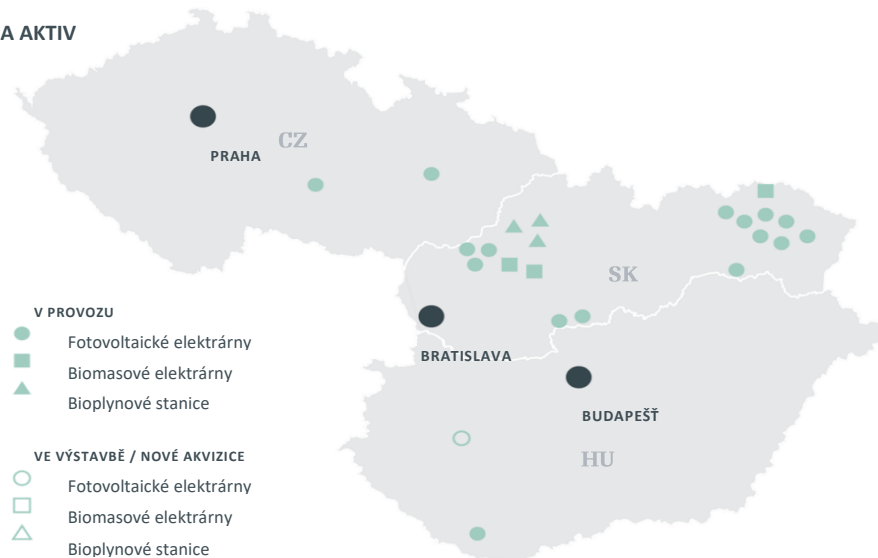 A AKTIV
CZ
PRAHA
SK
V PROVOZU
Fotovoltaické elektrárny
BRATISLAVA
Biomasové elektrárny
Bioplynové stanice
BUDAPEŠŤ
VE VÝSTAVBĚ / NOVÉ AKVIZICE
HU
Fotovoltaické elektrárny
Biomasové elektrárny
Bioplynové stanice